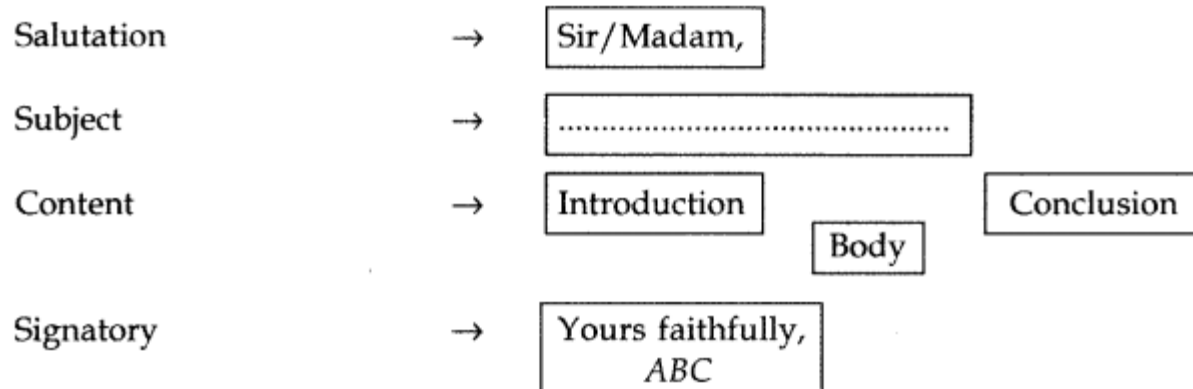 Salutation → Sir/Madam,
Subject → ................................................
Content → Introduction Conclusion
Body
Signatory → Yours faithfully,
ABC